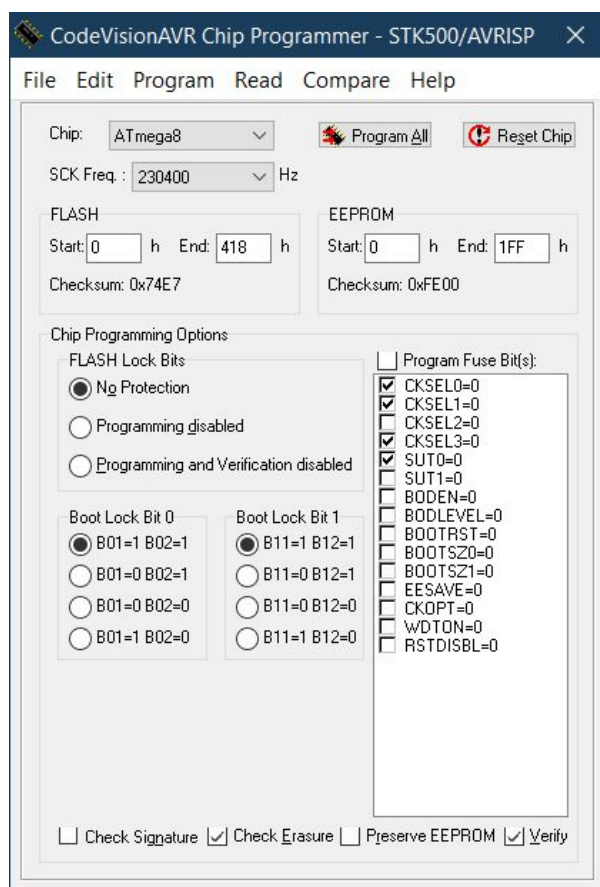 CodeVisionAVR Chip Programmer - STK500/AVRISP
File Edit Program Read Compare Help
Chip: ATmega8 Program All Reset Chip
SCK Freq. : 230400 Hz
FLASH
Start: 0 h End: 418 h
Checksum: 0x74E7
EEPROM
Start: 0 h End: 1FF h
Checksum: 0xFE00
Chip Programming Options
FLASH Lock Bits
No Protection
Programming disabled
Programming and Verification disabled
Boot Lock Bit 0
B01=1 B02=1
B01=0 B02=1
B01=0 B02=0
B01=1 B02=0
Boot Lock Bit 1
B11=1 B12=1
B11=0 B12=1
B11=0 B12=0
B11=1 B12=0
Program Fuse Bit(s):
CKSEL0=0
CKSEL1=0
CKSEL2=0
CKSEL3=0
SUT0=0
SUT1=0
BODEN=0
BODLEVEL=0
BOOTRST=0
BOOTSZ0=0
BOOTSZ1=0
EESAVE=0
CKOPT=0
WDTON=0
RSTDISBL=0
Check Signature Check Erasure Preserve EEPROM Verify